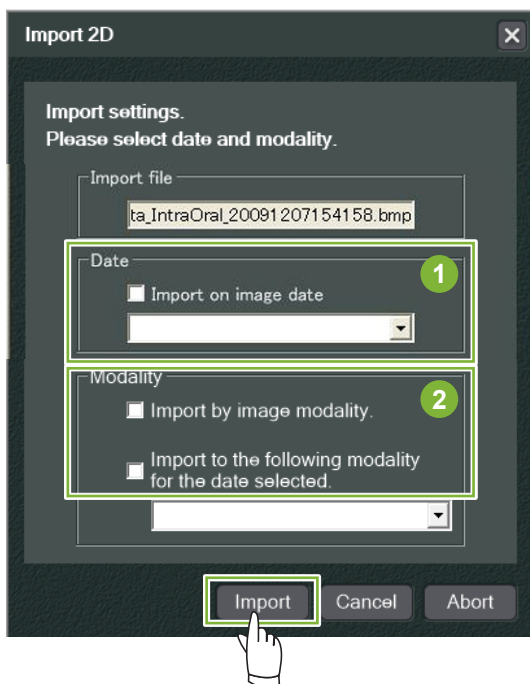 Import 2D
Import settings.
Please select date and modality.
Import file
ta_IntraOral_20091207154158.bmp
Date
1
Import on image date
Modality
2
Import by image modality.
Import to the following modality
for the date selected.
Import Cancel Abort